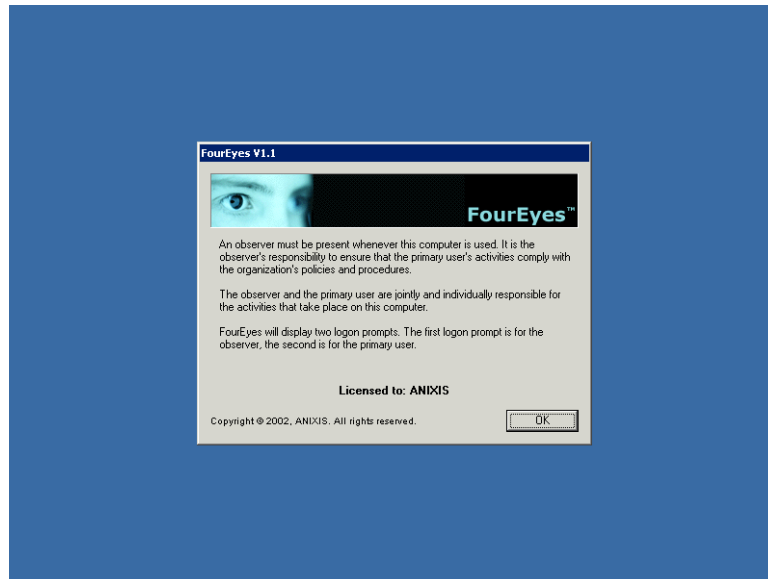 FourEyes V1.1
FourEyes™
An observer must be present whenever this computer is used. It is the
observer's responsibility to ensure that the primary user's activities comply with
the organization's policies and procedures.
The observer and the primary user are jointly and individually responsible for
the activities that take place on this computer.
FourEyes will display two logon prompts. The first logon prompt is for the
observer, the second is for the primary user.
Licensed to: ANIXIS
Copyright © 2002, ANIXIS. All rights reserved.
OK